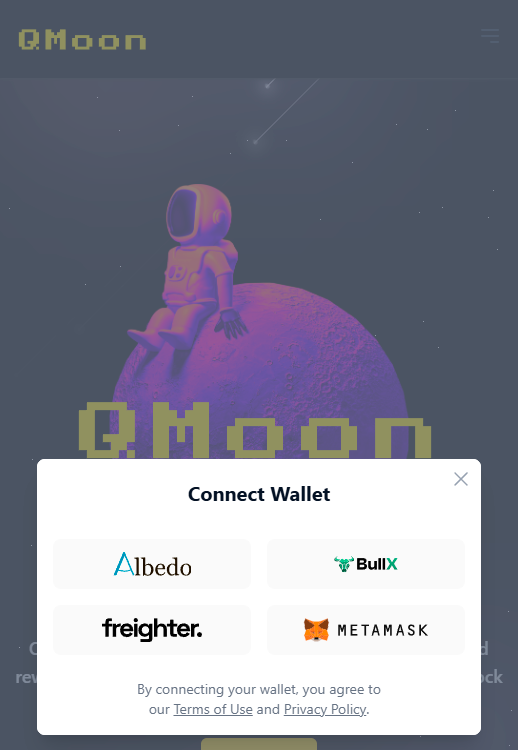 QMoon
QMoon
Connect Wallet
Albedo
BullX
freighter.
METAMASK
By connecting your wallet, you agree to
our Terms of Use and Privacy Policy.